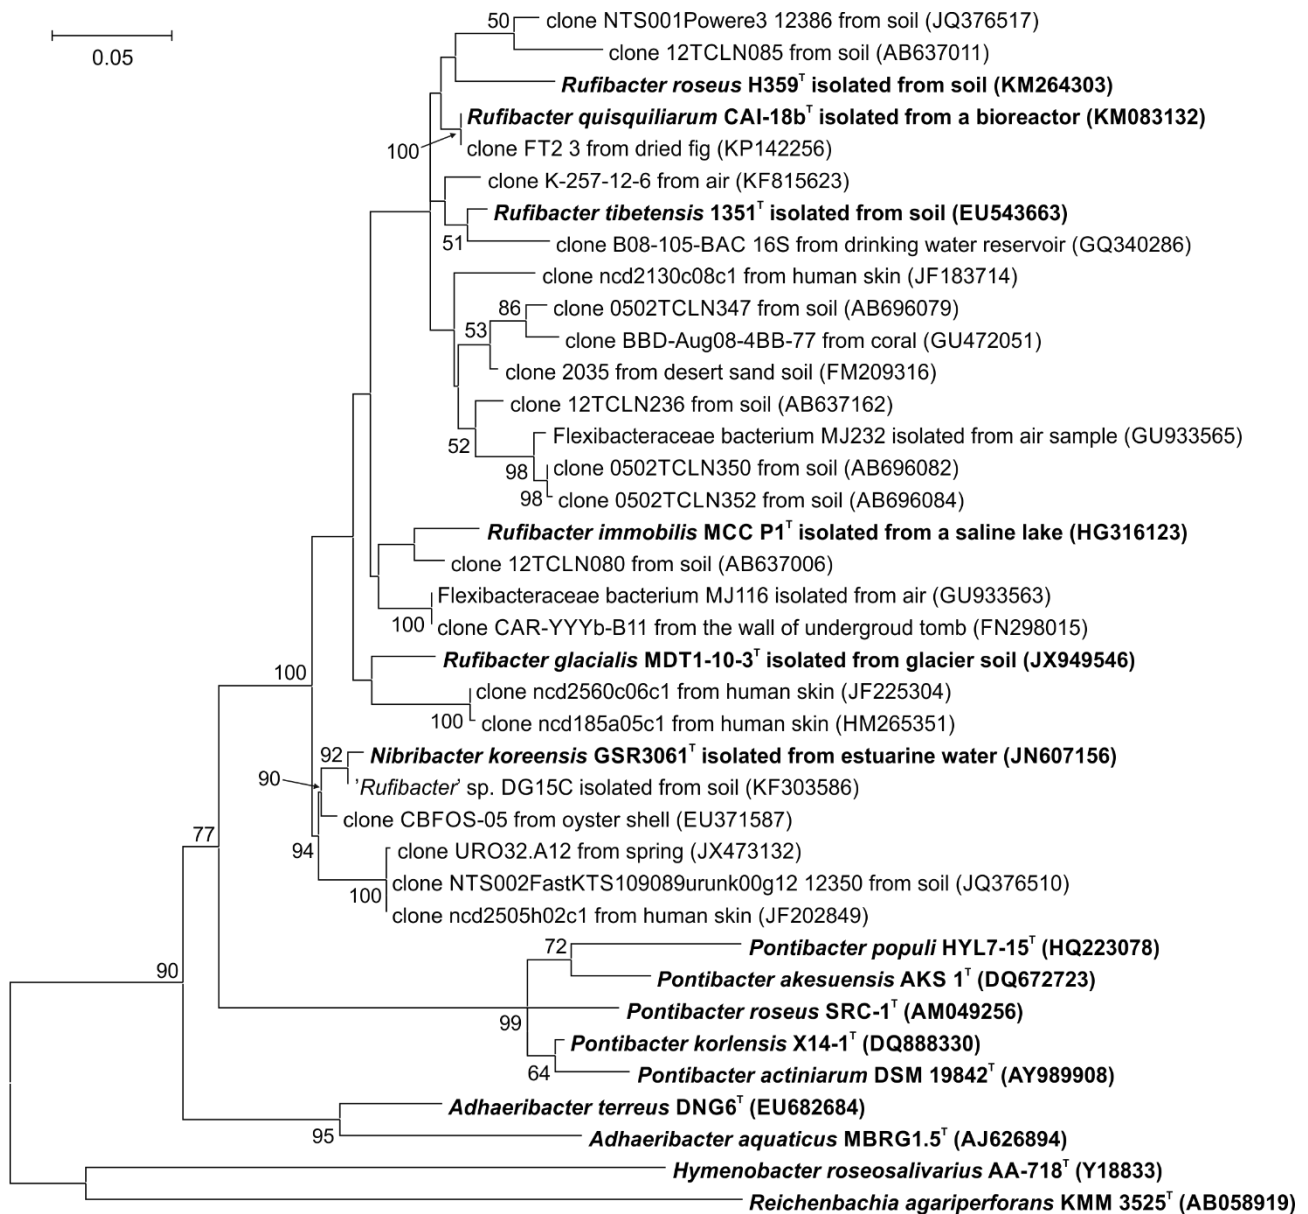 50
clone NTS001Powere3 12386 from soil (JQ376517)
0.05
clone 12TCLN085 from soil (AB637011)
Rufibacter roseus H359T isolated from soil (KM264303)
Rufibacter quisquiliarum CAI-18bT isolated from a bioreactor (KM083132)
100
clone FT2 3 from dried fig (KP142256)
clone K-257-12-6 from air (KF815623)
Rufibacter tibetensis 1351T isolated from soil (EU543663)
51
clone B08-105-BAC 16S from drinking water reservoir (GQ340286)
clone ncd2130c08c1 from human skin (JF183714)
86
clone 0502TCLN347 from soil (AB696079)
53
clone BBD-Aug08-4BB-77 from coral (GU472051)
clone 2035 from desert sand soil (FM209316)
clone 12TCLN236 from soil (AB637162)
52
Flexibacteraceae bacterium MJ232 isolated from air sample (GU933565)
98
clone 0502TCLN350 from soil (AB696082)
98
clone 0502TCLN352 from soil (AB696084)
Rufibacter immobilis MCC P1T isolated from a saline lake (HG316123)
clone 12TCLN080 from soil (AB637006)
Flexibacteraceae bacterium MJ116 isolated from air (GU933563)
100
clone CAR-YYYb-B11 from the wall of undergroud tomb (FN298015)
Rufibacter glacialis MDT1-10-3T isolated from glacier soil (JX949546)
100
clone ncd2560c06c1 from human skin (JF225304)
100
clone ncd185a05c1 from human skin (HM265351)
92
Nibribacter koreensis GSR3061T isolated from estuarine water (JN607156)
90
'Rufibacter' sp. DG15C isolated from soil (KF303586)
clone CBFOS-05 from oyster shell (EU371587)
77
94
clone URO32.A12 from spring (JX473132)
100
clone NTS002FastKTS109089urunk00g12 12350 from soil (JQ376510)
clone ncd2505h02c1 from human skin (JF202849)
72
Pontibacter populi HYL7-15T (HQ223078)
90
Pontibacter akesuensis AKS 1T (DQ672723)
Pontibacter roseus SRC-1T (AM049256)
99
Pontibacter korlensis X14-1T (DQ888330)
64
Pontibacter actiniarum DSM 19842T (AY989908)
Adhaeribacter terreus DNG6T (EU682684)
95
Adhaeribacter aquaticus MBRG1.5T (AJ626894)
Hymenobacter roseosalivarius AA-718T (Y18833)
Reichenbachia agariperforans KMM 3525T (AB058919)